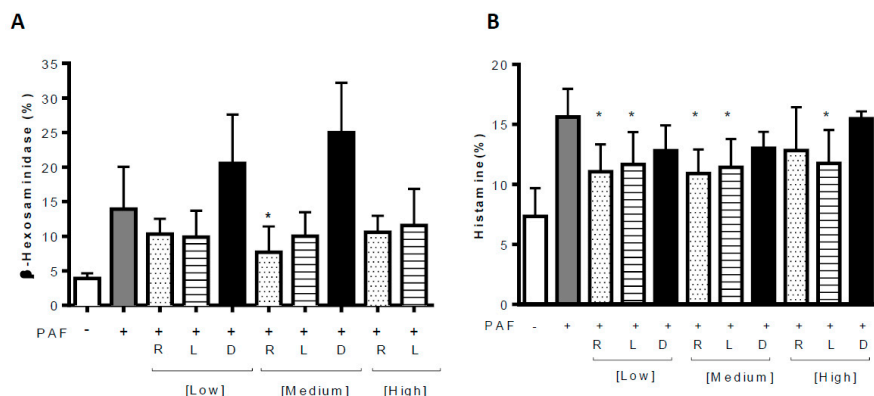 A
35
30
25
20
15
10
5
0
β-Hexosaminidase (%)
*
PAF - + + + + + + + + +
R L D R L D R L
[Low] [Medium] [High]
B
20
15
10
5
0
Histamine(%)
* * * * *
PAF - + + + + + + + + + +
R L D R L D R L D
[Low] [Medium] [High]